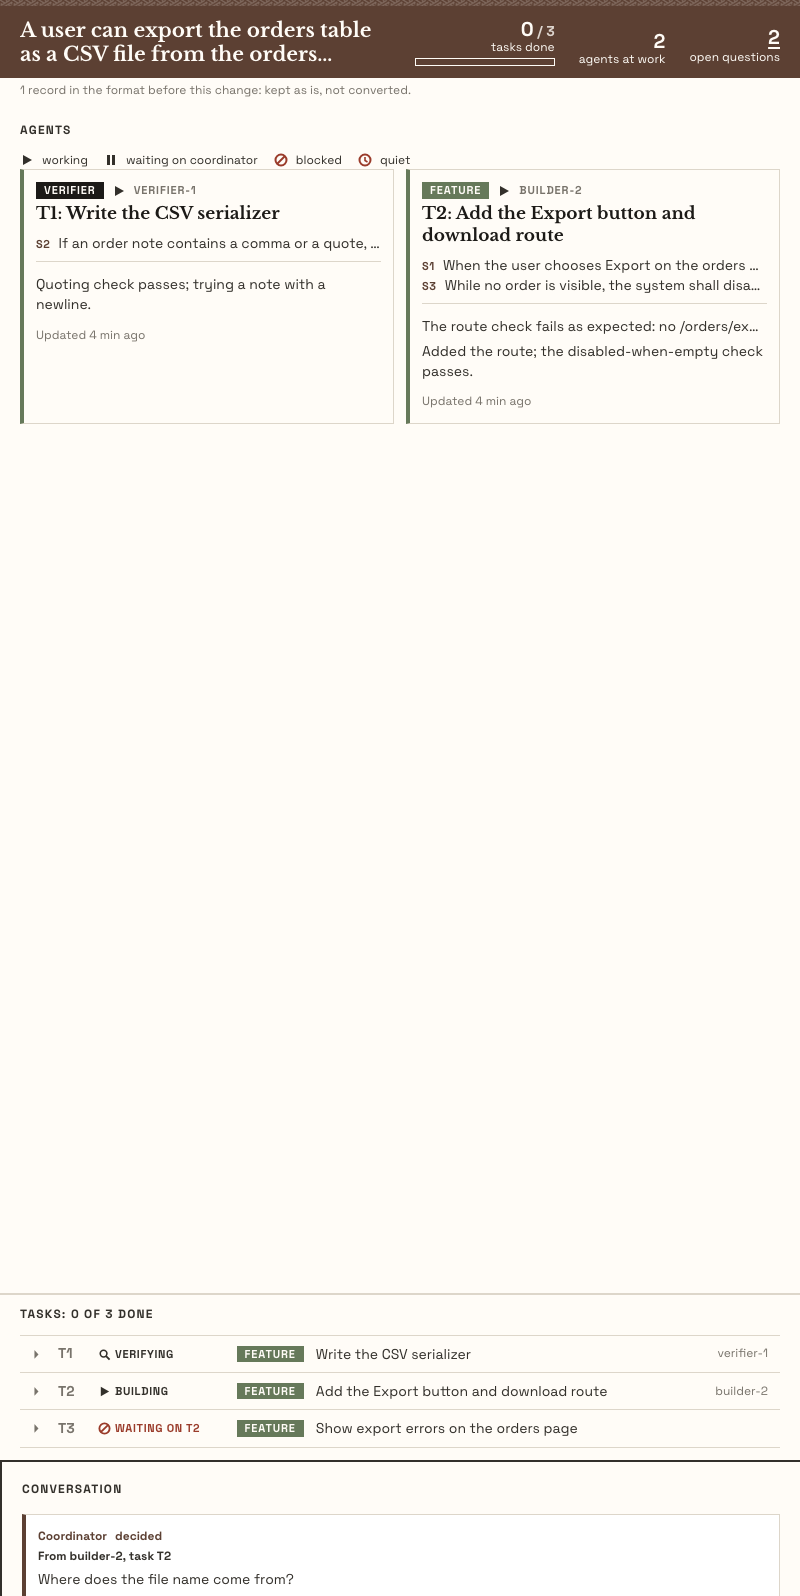 A user can export the orders table
as a CSV file from the orders...
0 / 3
tasks done
2
agents at work
2
open questions
1 record in the format before this change: kept as is, not converted.
AGENTS
working
waiting on coordinator
blocked
quiet
VERIFIER VERIFIER-1
T1: Write the CSV serializer
S2 If an order note contains a comma or a quote, ...
Quoting check passes; trying a note with a
newline.
Updated 4 min ago
FEATURE BUILDER-2
T2: Add the Export button and
download route
S1 When the user chooses Export on the orders ...
S3 While no order is visible, the system shall disa...
The route check fails as expected: no /orders/ex...
Added the route; the disabled-when-empty check
passes.
Updated 4 min ago
TASKS: 0 OF 3 DONE
T1 VERIFYING FEATURE Write the CSV serializer verifier-1
T2 BUILDING FEATURE Add the Export button and download route builder-2
T3 WAITING ON T2 FEATURE Show export errors on the orders page
CONVERSATION
Coordinator decided
From builder-2, task T2
Where does the file name come from?